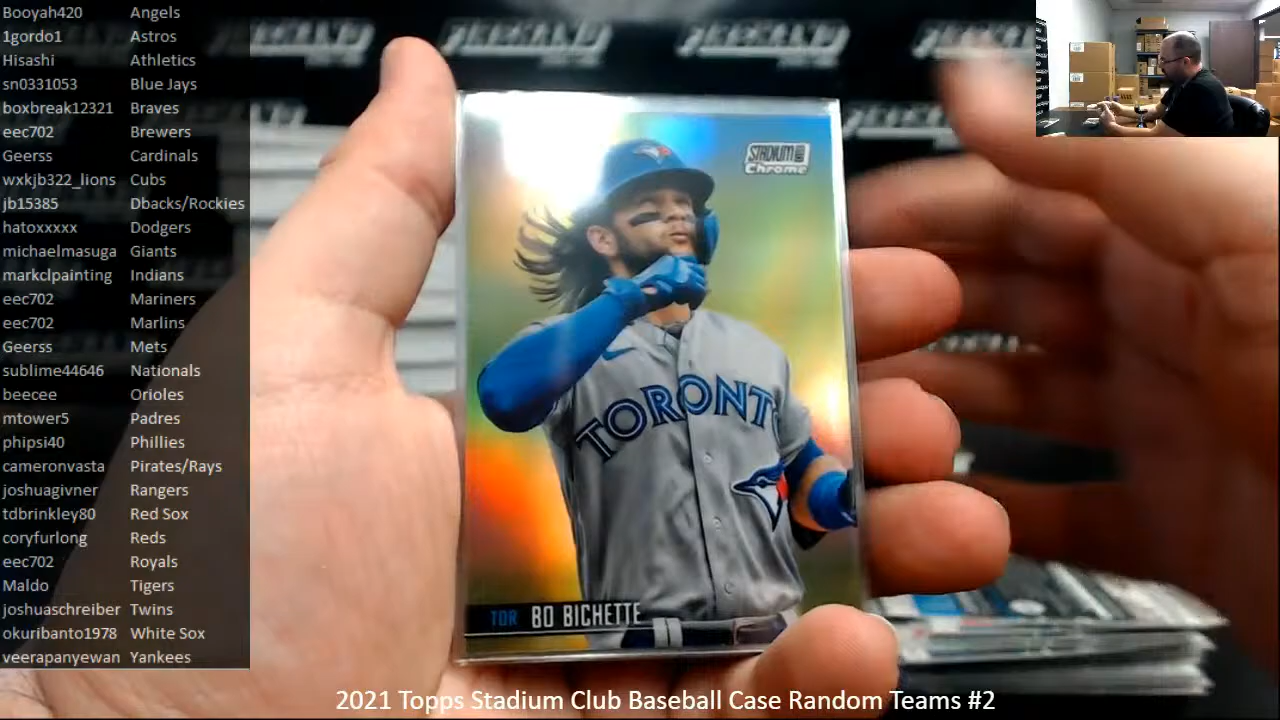 Booyah420 Angels
1gordo1 Astros
Hisashi Athletics
sn0331053 Blue Jays
boxbreak12321 Braves
eec702 Brewers
Geerss Cardinals
wxkjb322_lions Cubs
jb15385 Dbacks/Rockies
hatoxxxxx Dodgers
michaelmasuga Giants
markclpainting Indians
eec702 Mariners
eec702 Marlins
Geerss Mets
sublime44646 Nationals
beecee Orioles
mtower5 Padres
phipsi40 Phillies
cameronvasta Pirates/Rays
joshuagivner Rangers
tdbrinkley80 Red Sox
coryfurlong Reds
eec702 Royals
Maldo Tigers
joshuaschreiber Twins
okuribanto1978 White Sox
veerapanyewan Yankees
STADIUM
Chrome
TORONTO
TOR BO BICHETTE
2021 Topps Stadium Club Baseball Case Random Teams #2